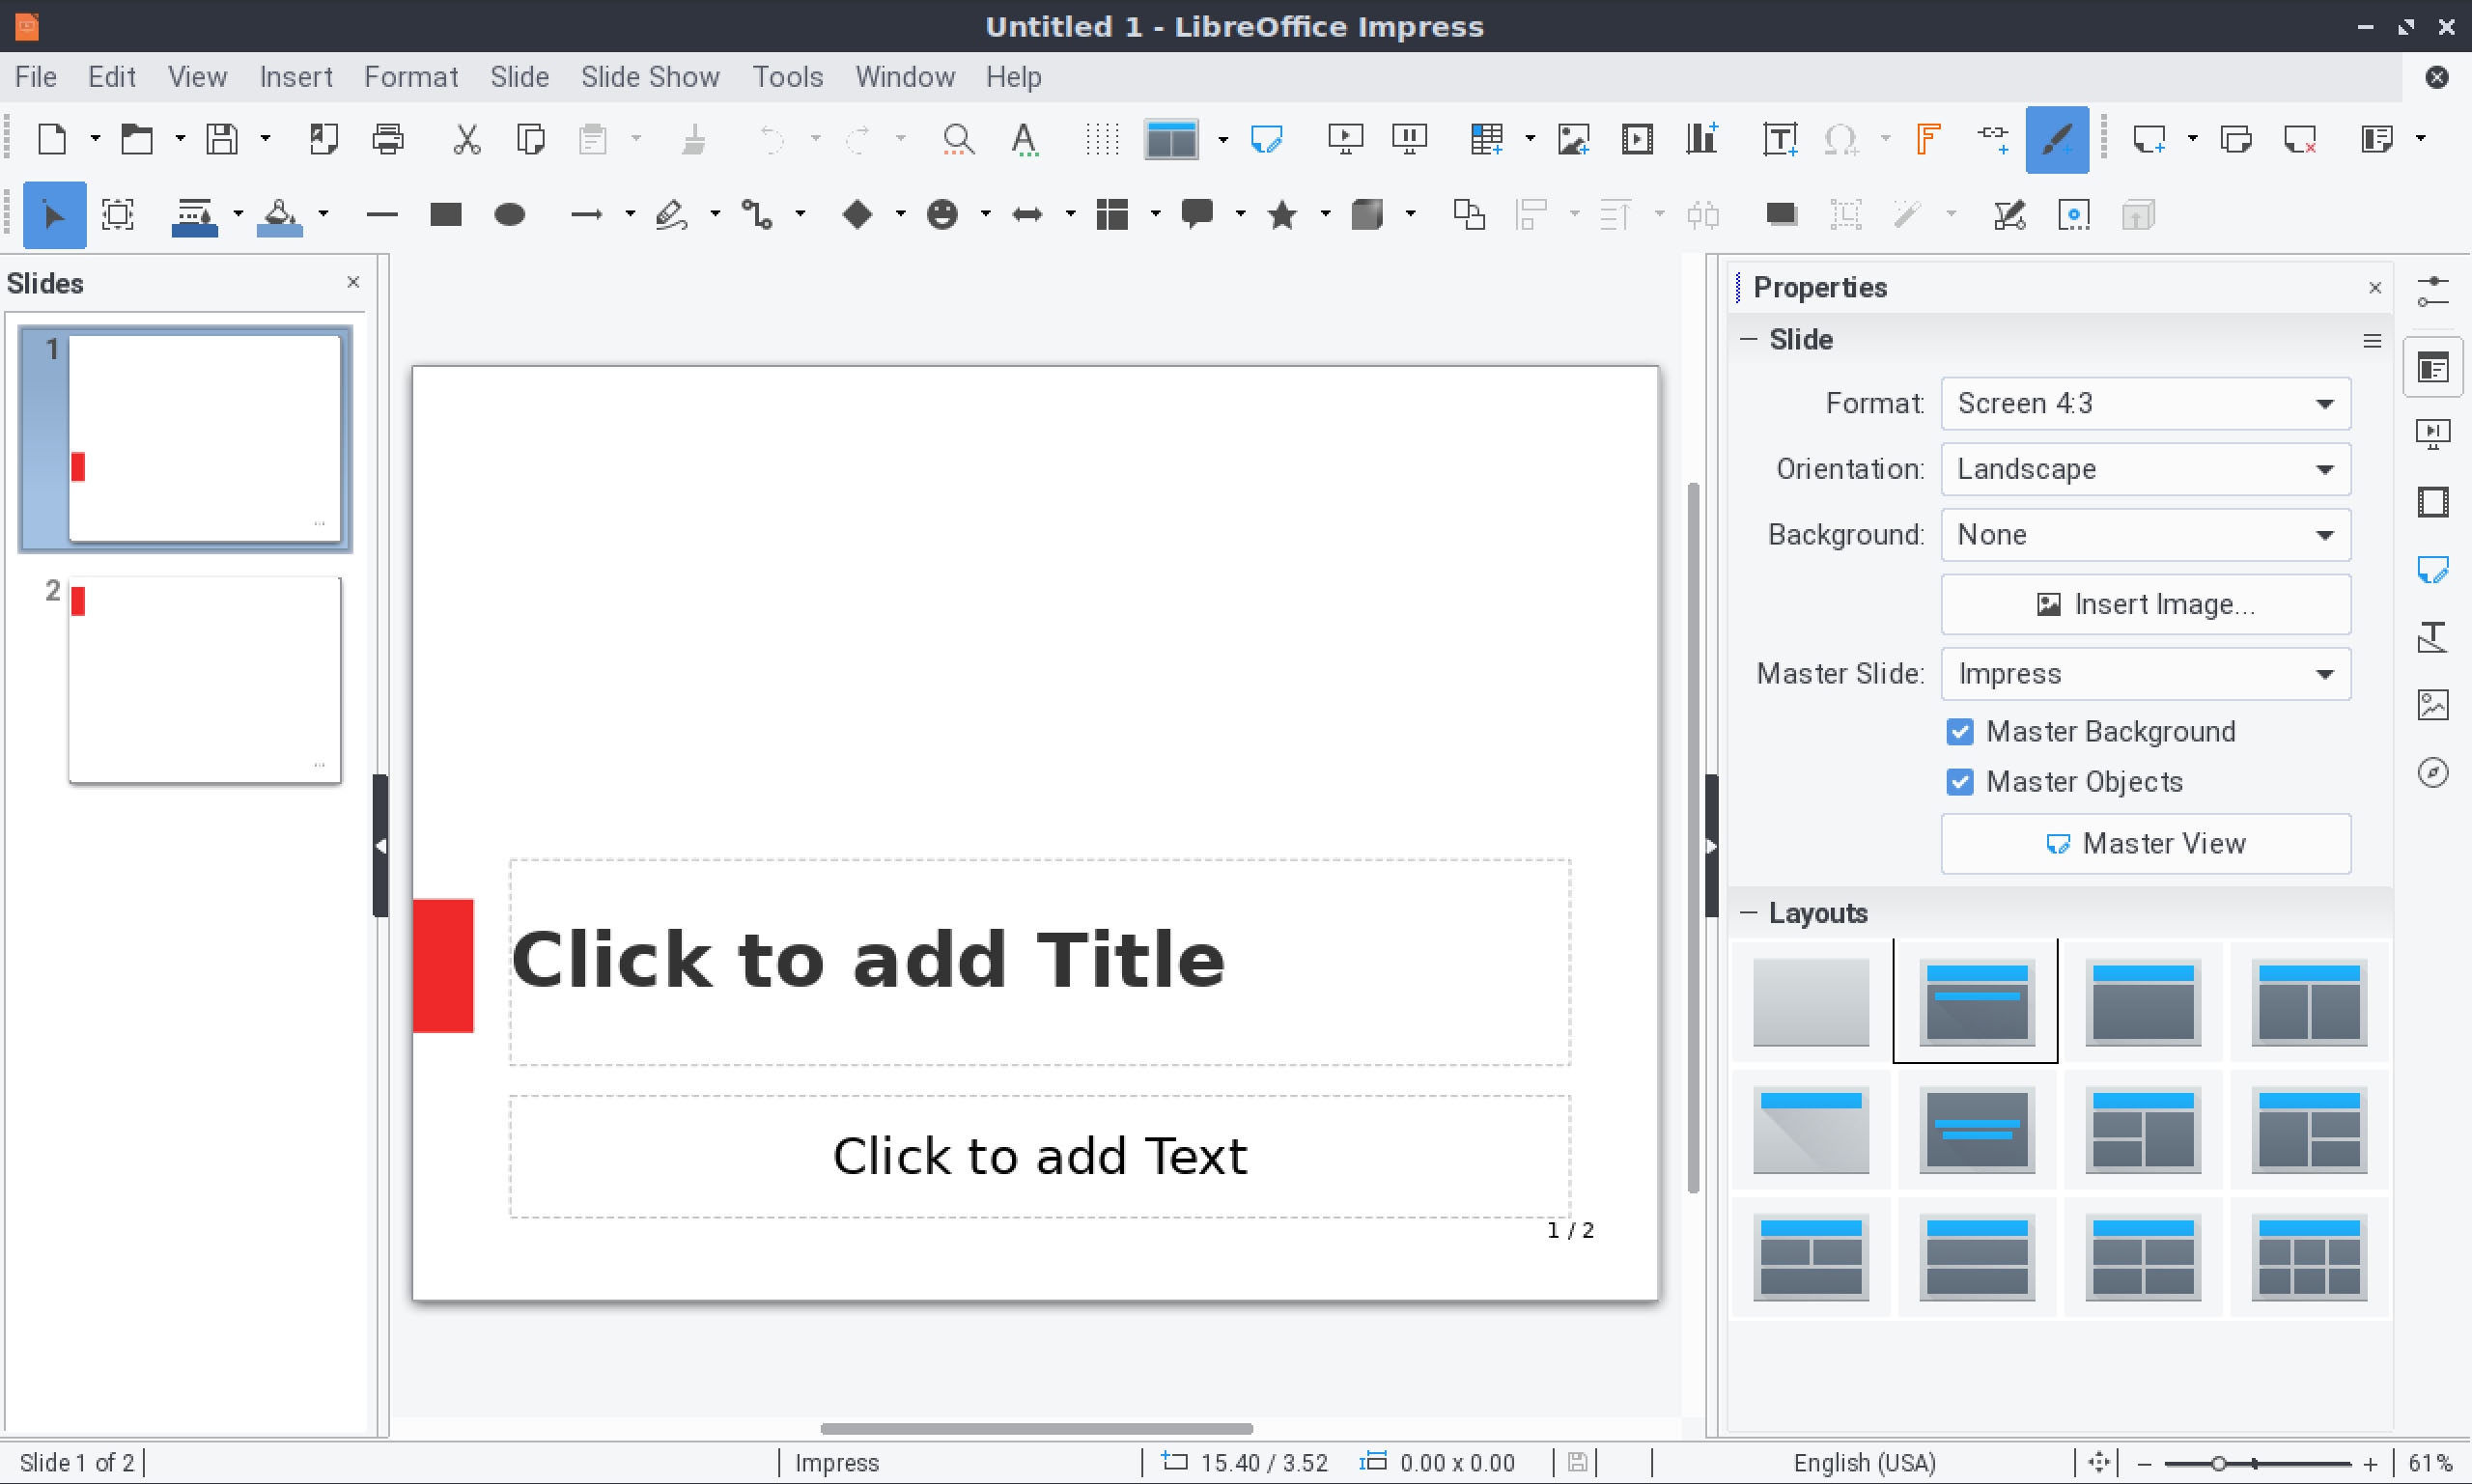 Untitled 1 - LibreOffice Impress
File Edit View Insert Format Slide Slide Show Tools Window Help
Slides
1
2
Click to add Title
Click to add Text
1 / 2
Properties
Slide
Format: Screen 4:3
Orientation: Landscape
Background: None
Insert Image...
Master Slide: Impress
Master Background
Master Objects
Master View
Layouts
Slide 1 of 2 Impress 15.40 / 3.52 0.00 x 0.00 English (USA) 61%